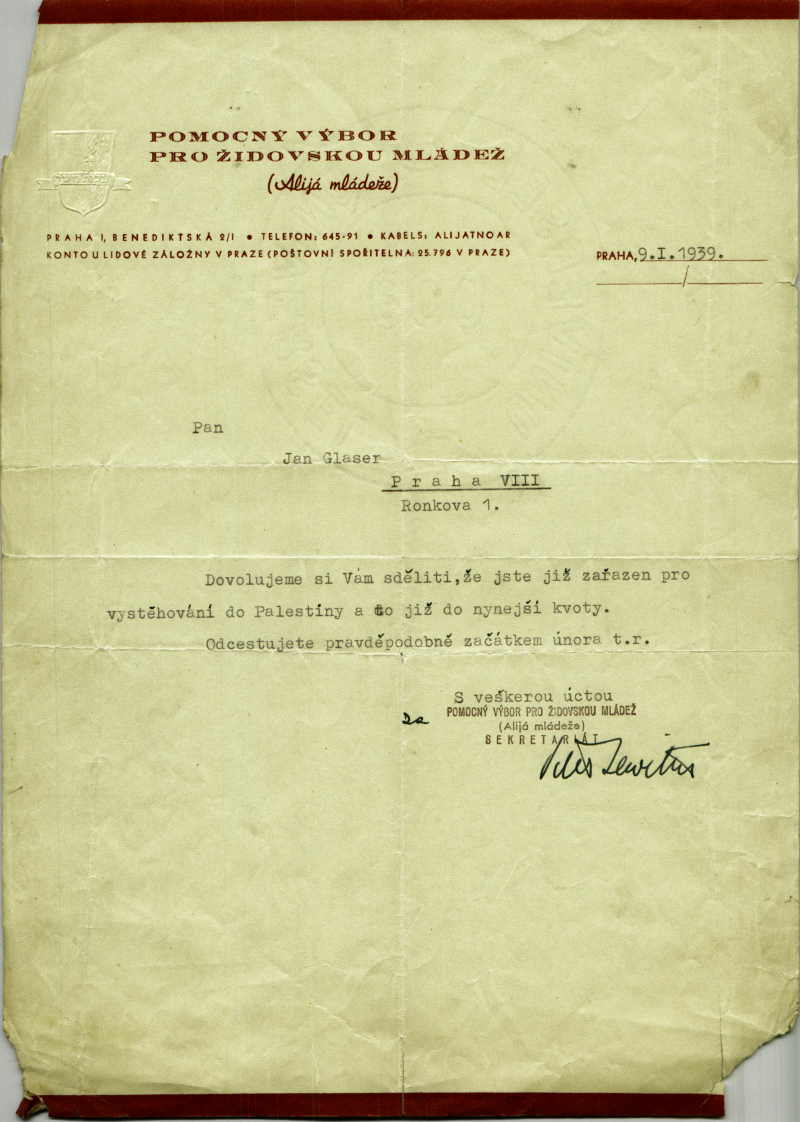 POMOCNÝ VÝBOR
PRO ŽIDOVSKOU MLÁDEŽ
(Alijá mládeže)
PRAHA I, BENEDIKTSKÁ 2/I • TELEFON: 645-91 • KABELS: ALIJATNOAR
KONTO U LIDOVÉ ZÁLOŽNY V PRAZE (POŠTOVNÍ SPOŘITELNA: 25.796 V PRAZE)
PRAHA, 9.I.1939.
/
Pan
Jan Glaser
P r a h a VIII
Ronkova 1.
Dovolujeme si Vám sděliti, že jste již zařazen pro
vystěhování do Palestiny a to již do nynejší kvoty.
Odcestujete pravděpodobně začátkem února t.r.
S veškerou úctou
POMOCNÝ VÝBOR PRO ŽIDOVSKOU MLÁDEŽ
(Alijá mládeže)
SEKRETARIÁT